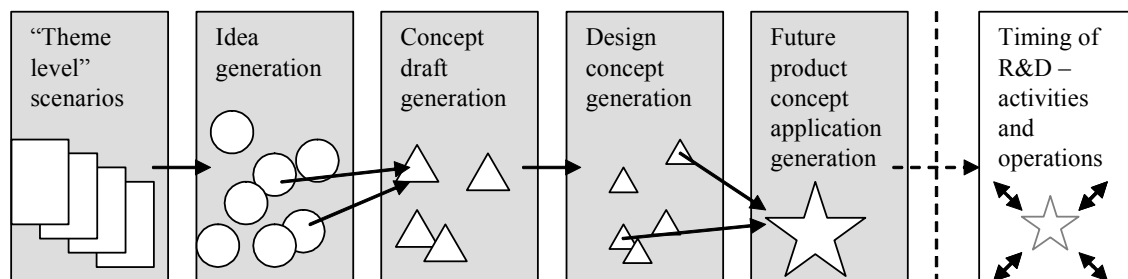 “Theme
level”
scenarios
Idea
generation
Concept
draft
generation
Design
concept
generation
Future
product
concept
application
generation
Timing of
R&D –
activities
and
operations